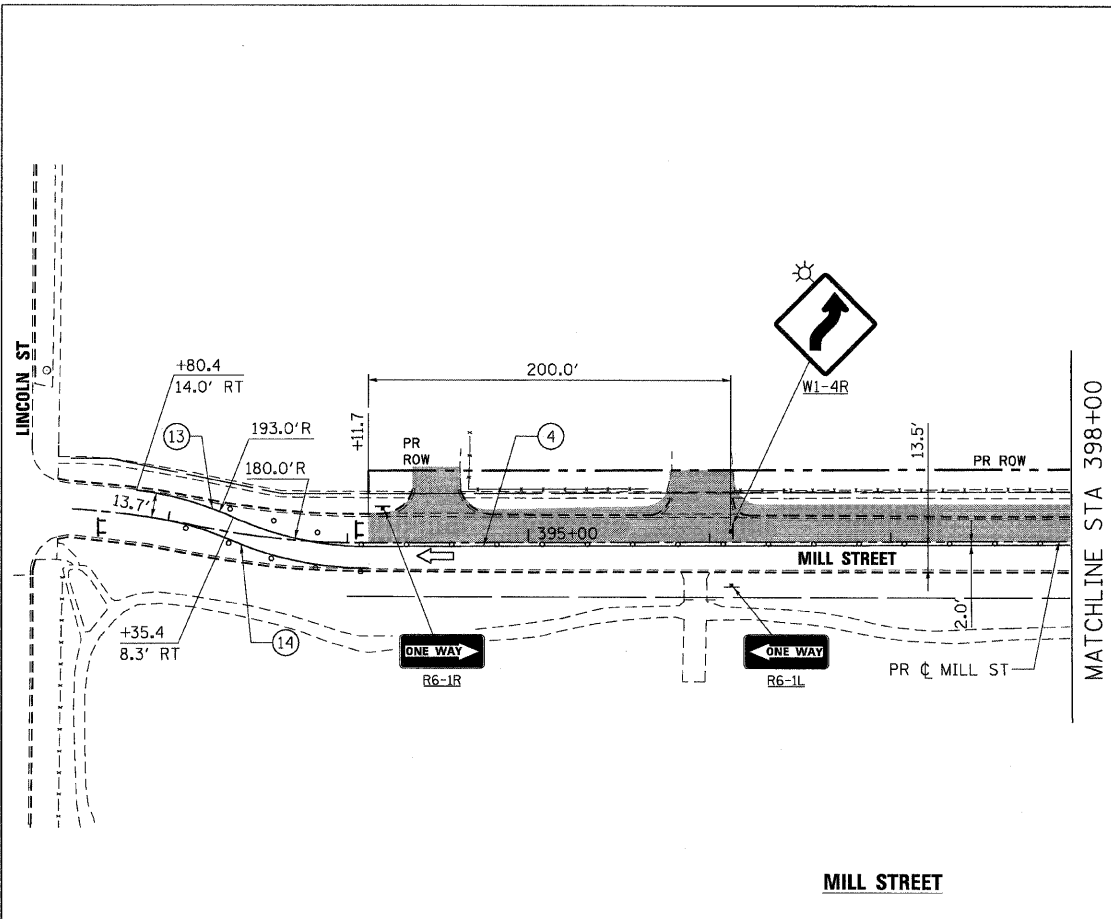 LINCOLN ST
+80.4
14.0' RT
13
193.0'R
180.0'R
13.7'
+35.4
8.3' RT
14
+11.7
200.0'
PR
ROW
4
W1-4R
13.5'
PR ROW
395+00
MILL STREET
2.0'
ONE WAY
R6-1R
ONE WAY
R6-1L
PR ℄ MILL ST
MATCHLINE STA 398+00
MILL STREET